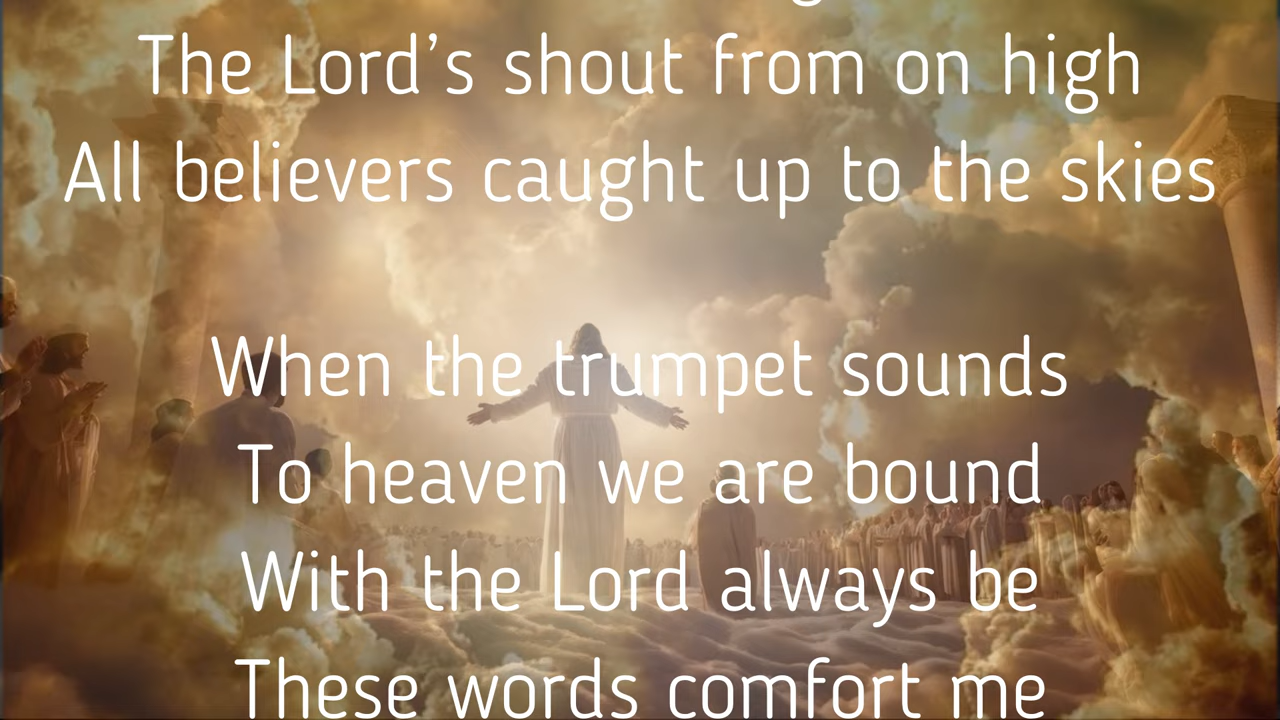 The Lord’s shout from on high
All believers caught up to the skies
When the trumpet sounds
To heaven we are bound
With the Lord always be
These words comfort me